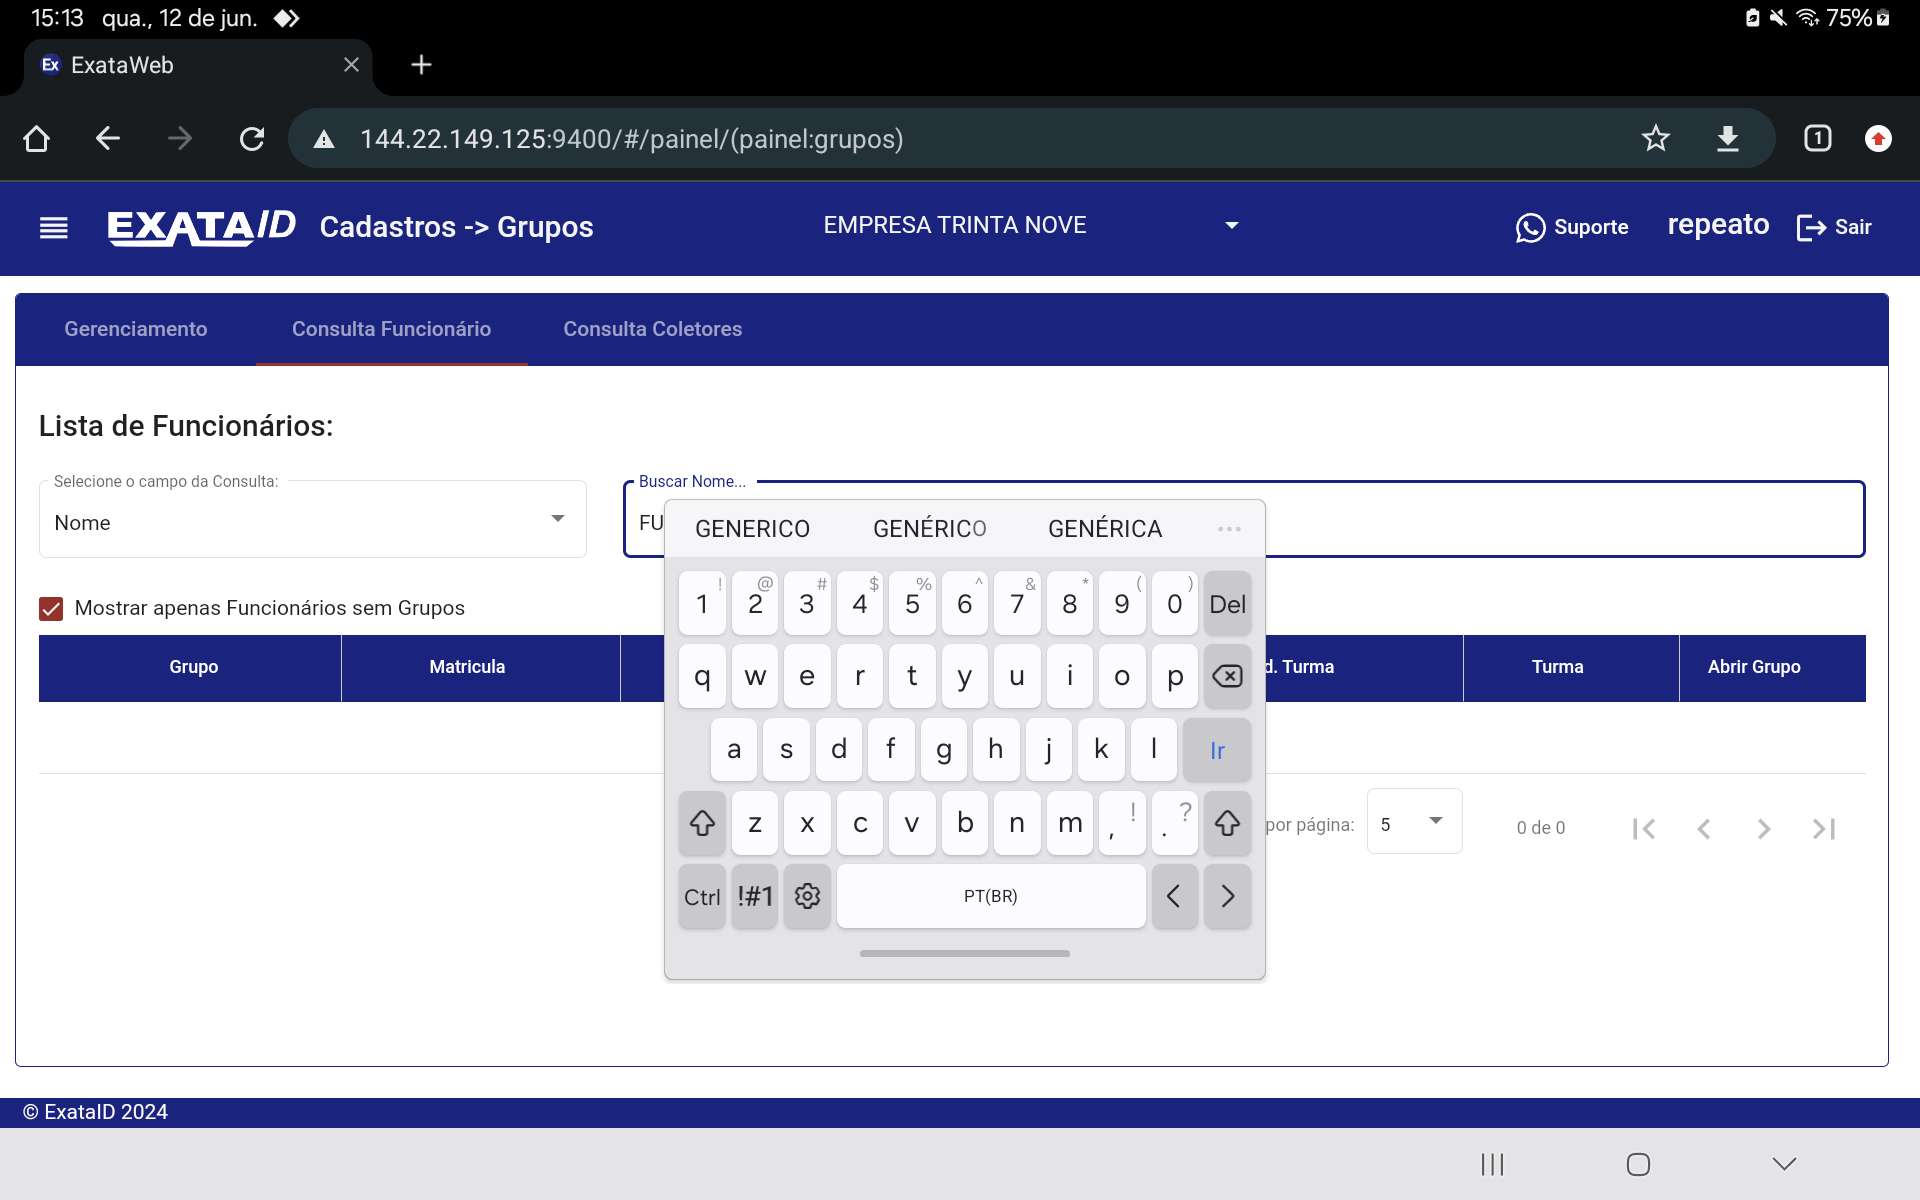 15:13 qua., 12 de jun.
75%
Ex ExataWeb
144.22.149.125:9400/#/painel/(painel:grupos)
1
EXATAID Cadastros -> Grupos
EMPRESA TRINTA NOVE
Suporte
repeato
Sair
Gerenciamento Consulta Funcionário Consulta Coletores
Lista de Funcionários:
Selecione o campo da Consulta:
Nome
Buscar Nome...
FU
GENERICO GENÉRICO GENÉRICA ...
! @ # $ % ^ & * ( )
1 2 3 4 5 6 7 8 9 0 Del
q w e r t y u i o p
a s d f g h j k l Ir
z x c v b n m , ! . ?
Ctrl !#1 PT(BR) < >
Mostrar apenas Funcionários sem Grupos
Grupo Matricula d. Turma Turma Abrir Grupo
por página: 5 0 de 0
© ExataID 2024